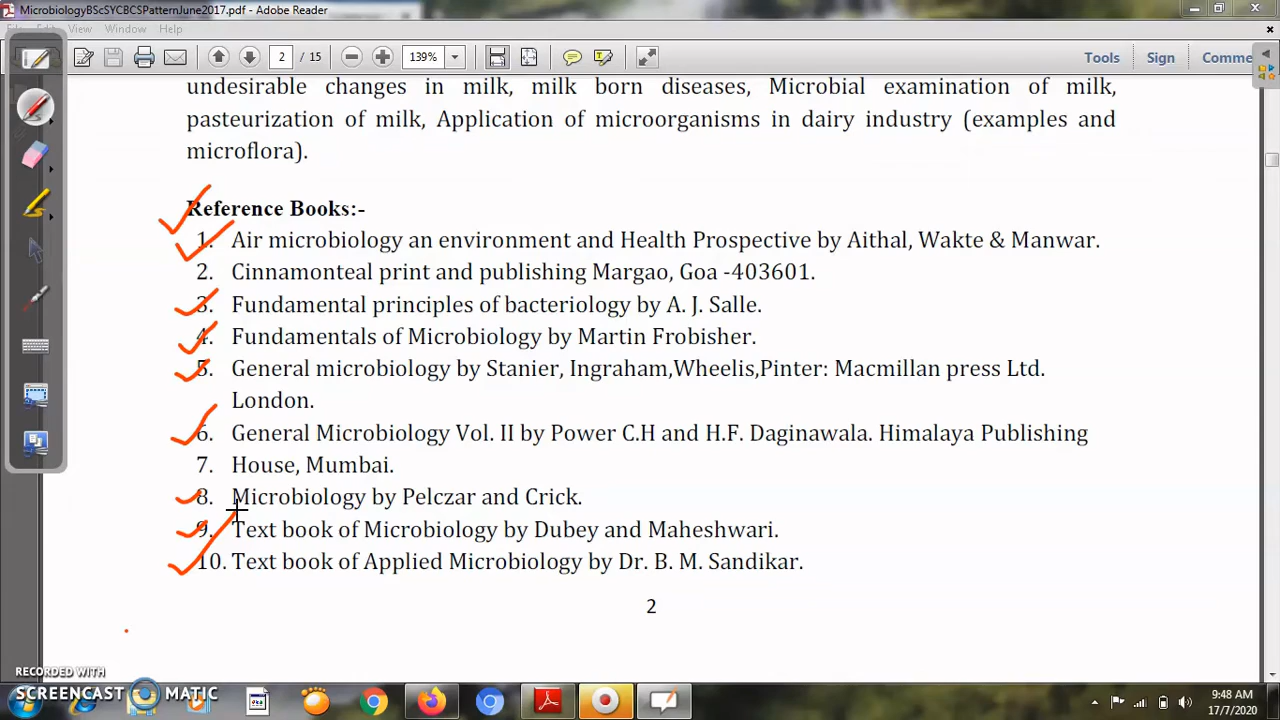 MicrobiologyBScSYCBCSPatternJune2017.pdf - Adobe Reader
File Edit View Window Help
2 / 15 139% Tools Sign Comme
undesirable changes in milk, milk born diseases, Microbial examination of milk,
pasteurization of milk, Application of microorganisms in dairy industry (examples and
microflora).
Reference Books:-
1. Air microbiology an environment and Health Prospective by Aithal, Wakte & Manwar.
2. Cinnamonteal print and publishing Margao, Goa -403601.
3. Fundamental principles of bacteriology by A. J. Salle.
4. Fundamentals of Microbiology by Martin Frobisher.
5. General microbiology by Stanier, Ingraham,Wheelis,Pinter: Macmillan press Ltd.
London.
6. General Microbiology Vol. II by Power C.H and H.F. Daginawala. Himalaya Publishing
7. House, Mumbai.
8. Microbiology by Pelczar and Crick.
9. Text book of Microbiology by Dubey and Maheshwari.
10. Text book of Applied Microbiology by Dr. B. M. Sandikar.
2
RECORDED WITH
SCREENCAST MATIC
9:48 AM
17/7/2020